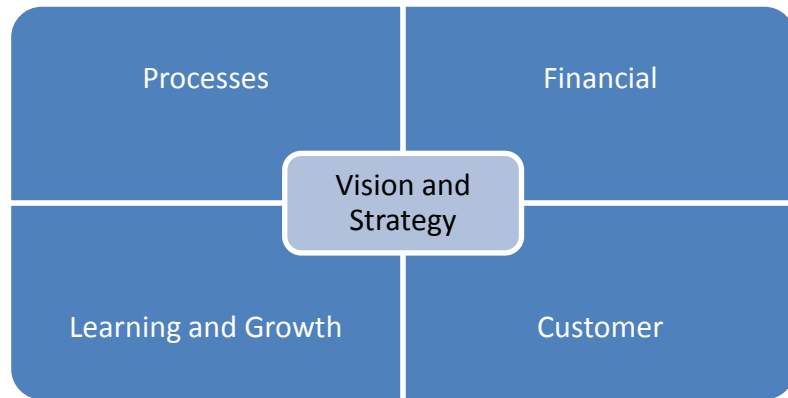 Processes
Financial
Vision and
Strategy
Learning and Growth
Customer